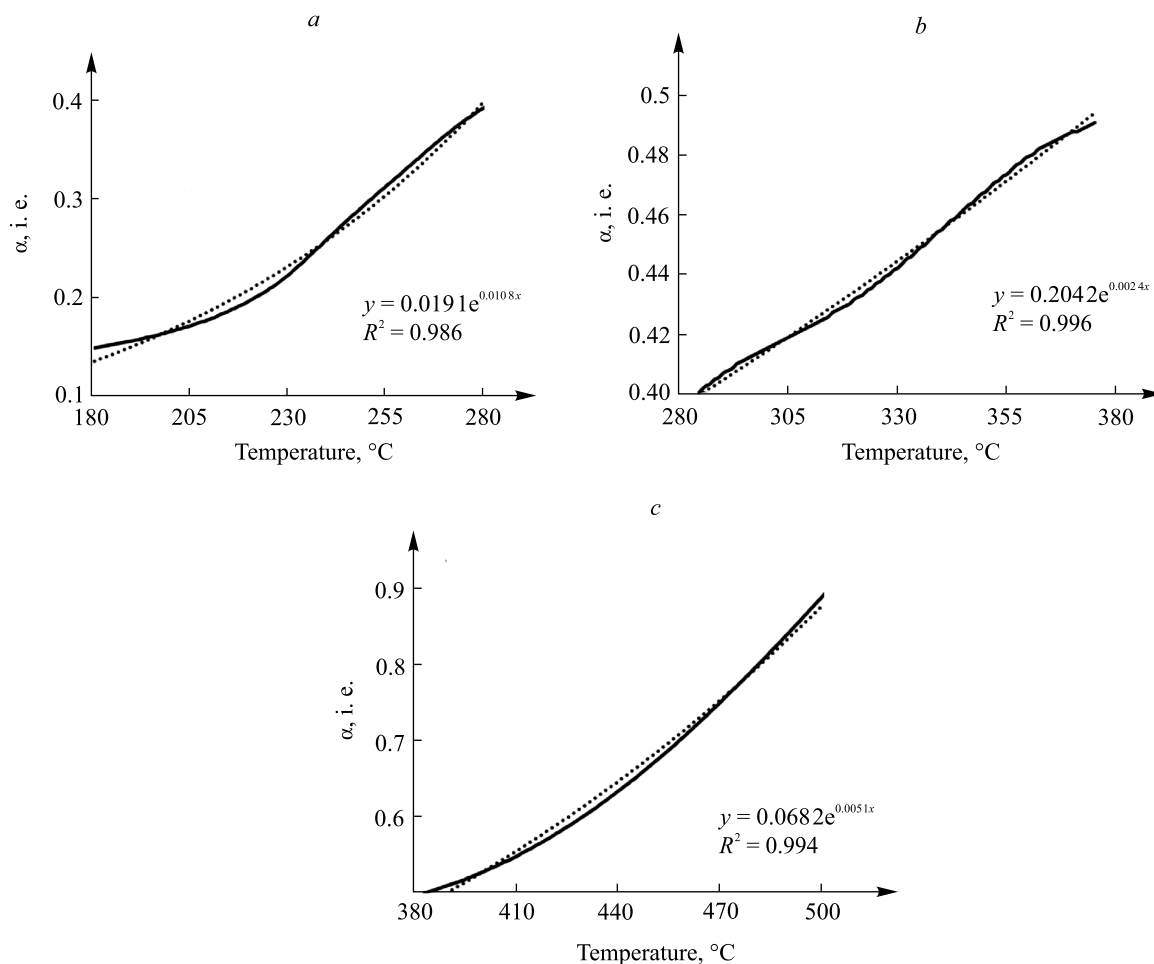 a
α, i. e.
0.4
0.3
0.2
0.1
y = 0.0191e^0.0108x
R² = 0.986
180 205 230 255 280
Temperature, °C
b
α, i. e.
0.5
0.48
0.46
0.44
0.42
0.40
y = 0.2042e^0.0024x
R² = 0.996
280 305 330 355 380
Temperature, °C
c
α, i. e.
0.9
0.8
0.7
0.6
y = 0.0682e^0.0051x
R² = 0.994
380 410 440 470 500
Temperature, °C